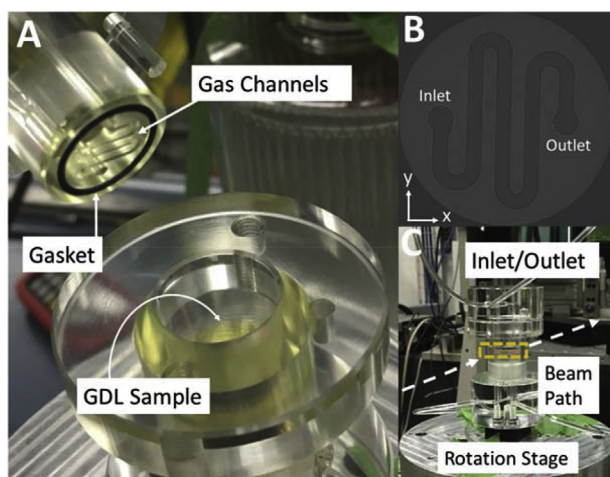 A
Gas Channels
Gasket
GDL Sample
B
Inlet
Outlet
y
x
C
Inlet/Outlet
Beam
Path
Rotation Stage